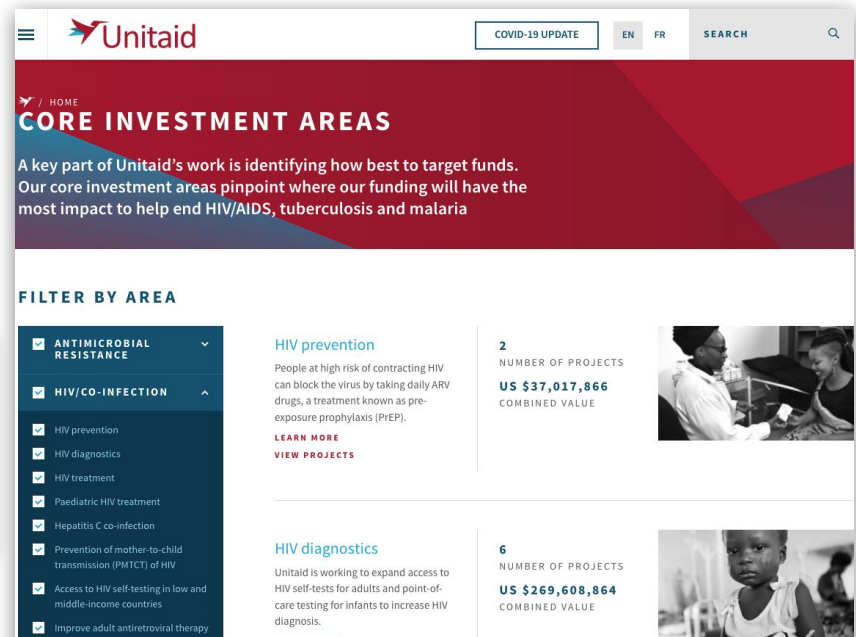 Unitaid
COVID-19 UPDATE
EN FR
SEARCH
/ HOME
CORE INVESTMENT AREAS
A key part of Unitaid's work is identifying how best to target funds.
Our core investment areas pinpoint where our funding will have the
most impact to help end HIV/AIDS, tuberculosis and malaria
FILTER BY AREA
ANTIMICROBIAL
RESISTANCE
HIV/CO-INFECTION
HIV prevention
HIV diagnostics
HIV treatment
Paediatric HIV treatment
Hepatitis C co-infection
Prevention of mother-to-child
transmission (PMTCT) of HIV
Access to HIV self-testing in low and
middle-income countries
Improve adult antiretroviral therapy
HIV prevention
People at high risk of contracting HIV
can block the virus by taking daily ARV
drugs, a treatment known as pre-
exposure prophylaxis (PrEP).
LEARN MORE
VIEW PROJECTS
2
NUMBER OF PROJECTS
US $37,017,866
COMBINED VALUE
HIV diagnostics
Unitaid is working to expand access to
HIV self-tests for adults and point-of-
care testing for infants to increase HIV
diagnosis.
6
NUMBER OF PROJECTS
US $269,608,864
COMBINED VALUE